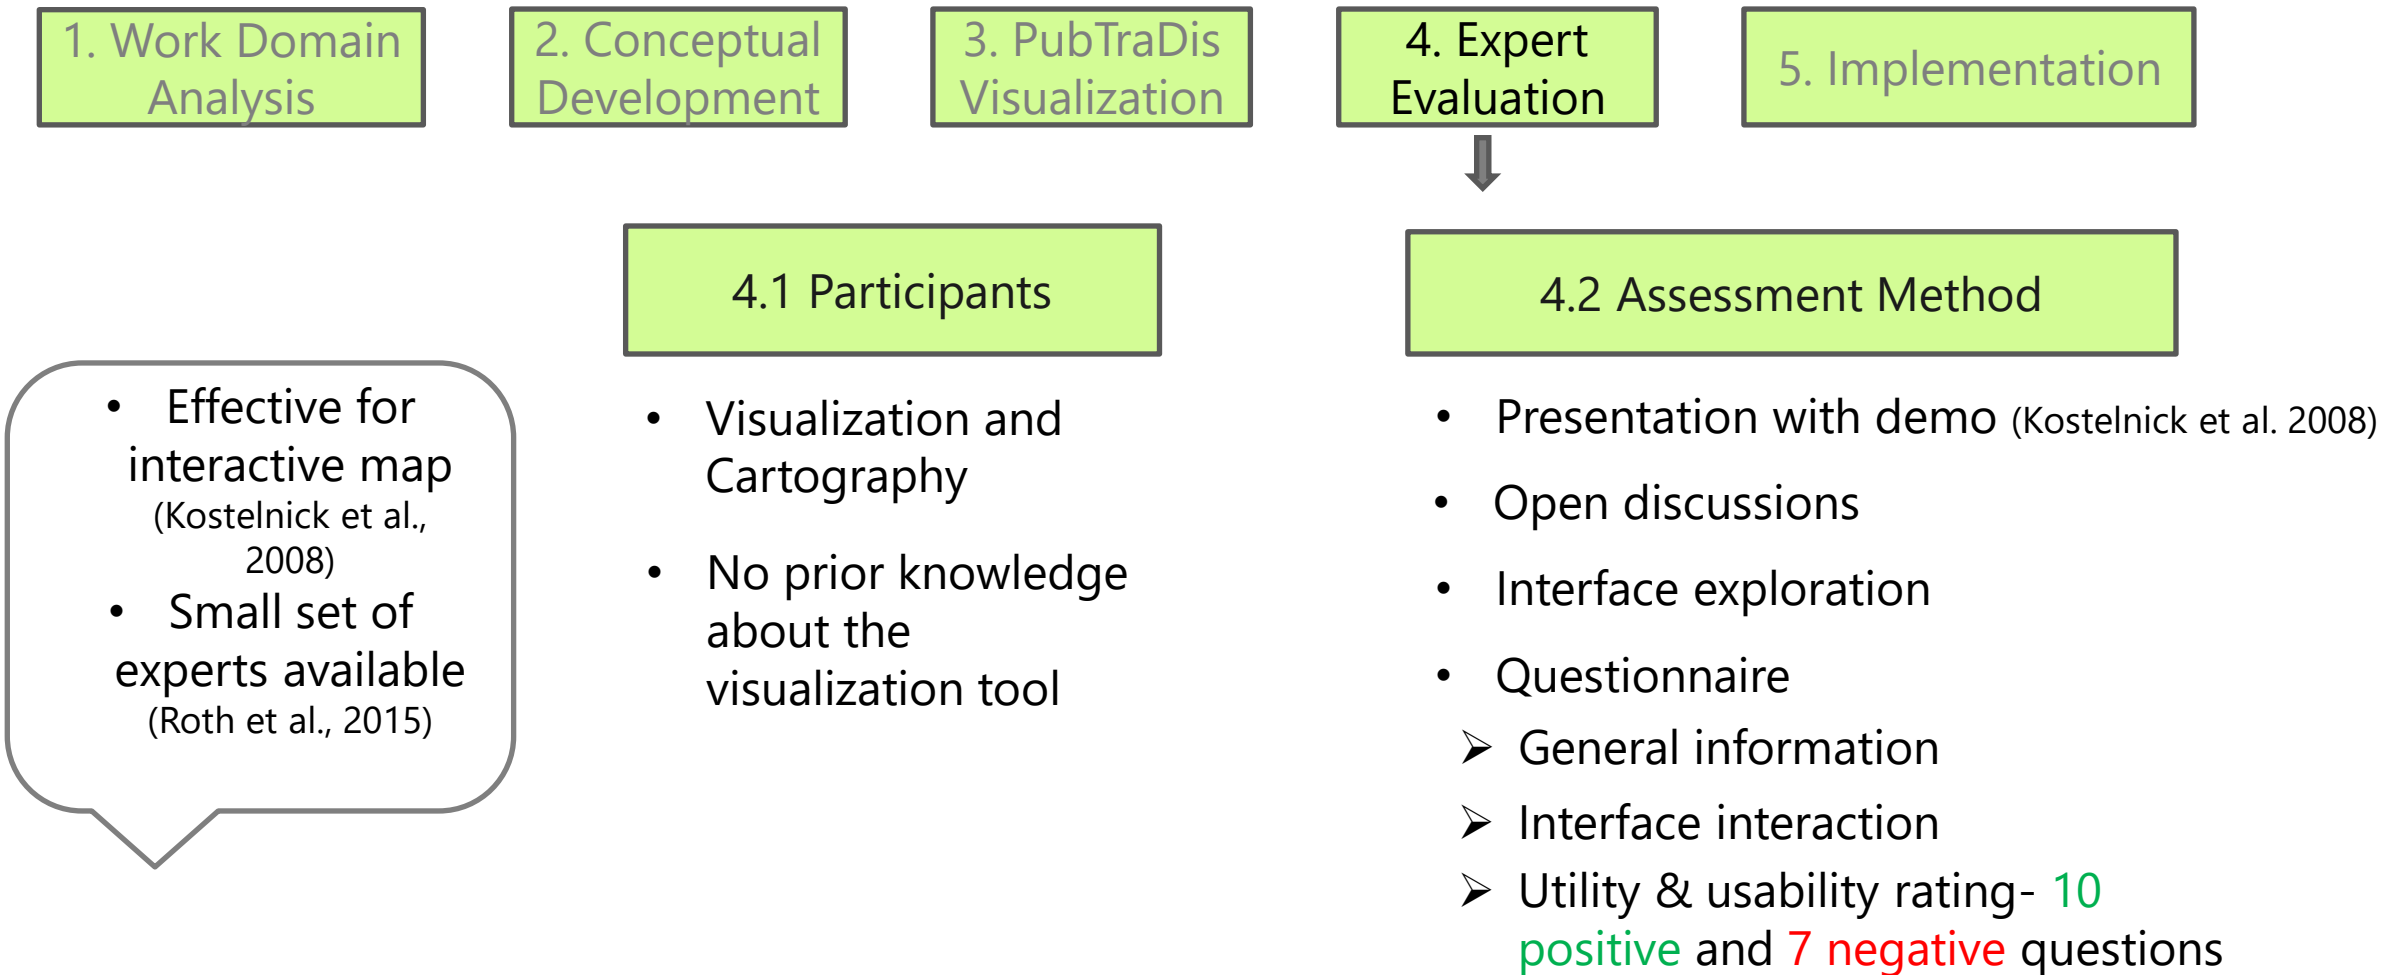 1. Work Domain
Analysis
2. Conceptual
Development
3. PubTraDis
Visualization
4. Expert
Evaluation
5. Implementation
4.1 Participants
4.2 Assessment Method
• Effective for
interactive map
(Kostelnick et al.,
2008)
• Small set of
experts available
(Roth et al., 2015)
• Visualization and
Cartography
• No prior knowledge
about the
visualization tool
• Presentation with demo (Kostelnick et al. 2008)
• Open discussions
• Interface exploration
• Questionnaire
➢ General information
➢ Interface interaction
➢ Utility & usability rating- 10
positive and 7 negative questions